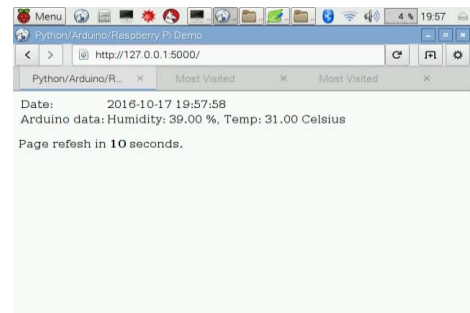 Menu 4 % 19:57
Python/Arduino/Raspberry Pi Demo
http://127.0.0.1:5000/
Python/Arduino/R... Most Visited Most Visited
Date: 2016-10-17 19:57:58
Arduino data: Humidity: 39.00 %, Temp: 31.00 Celsius
Page refesh in 10 seconds.